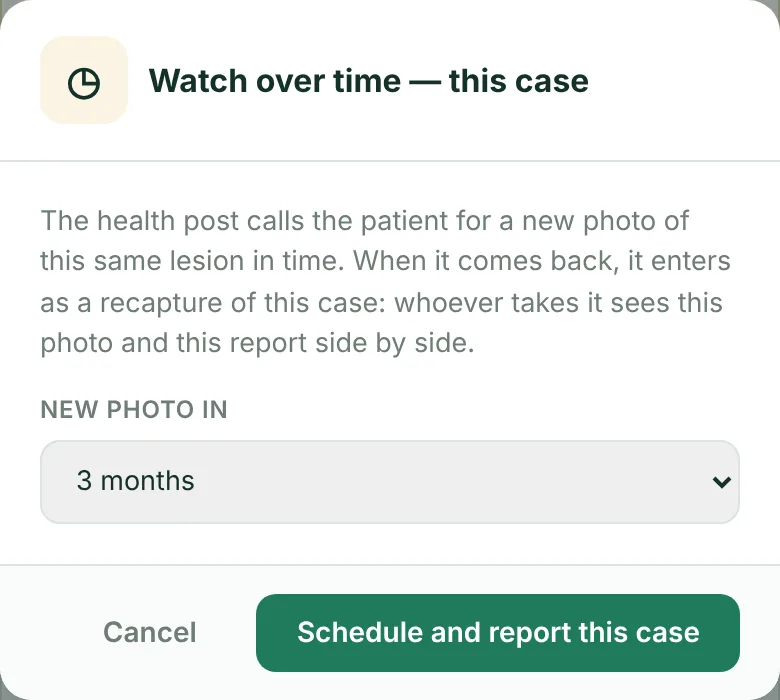 Watch over time — this case
The health post calls the patient for a new photo of
this same lesion in time. When it comes back, it enters
as a recapture of this case: whoever takes it sees this
photo and this report side by side.
NEW PHOTO IN
3 months
Cancel
Schedule and report this case